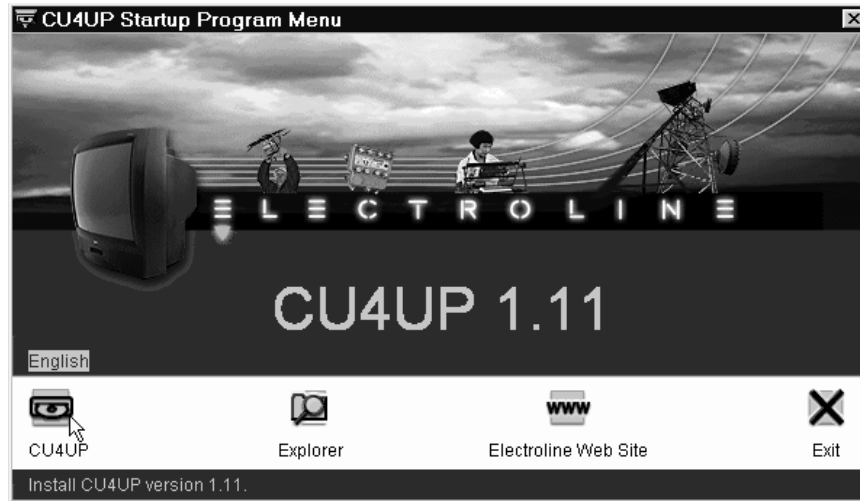 CU4UP Startup Program Menu
ELECTROLINE
CU4UP 1.11
English
www
CU4UP
Explorer
Electroline Web Site
Exit
Install CU4UP version 1.11.